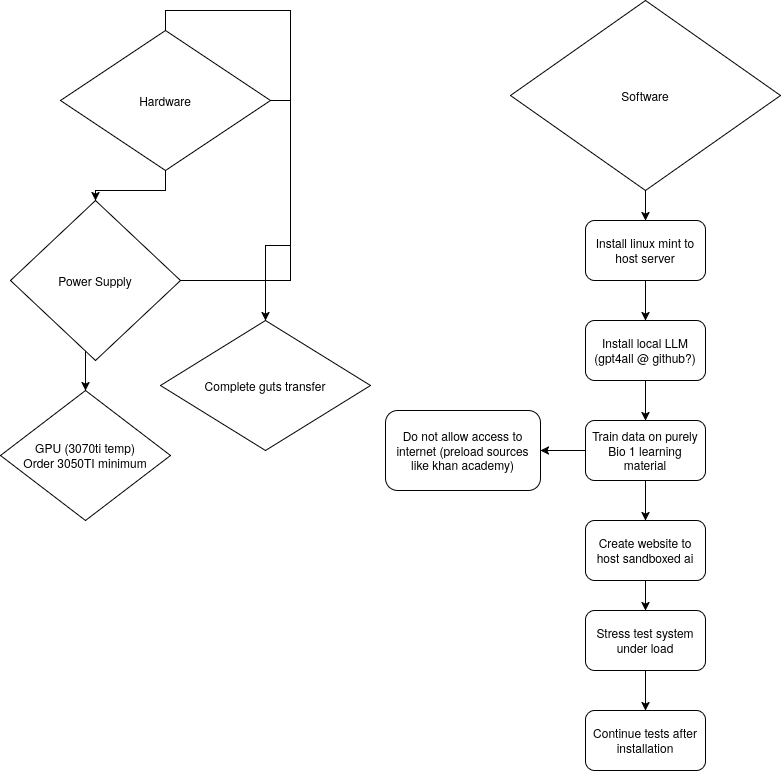 Hardware
Power Supply
GPU (3070ti temp)
Order 3050TI minimum
Complete guts transfer
Software
Install linux mint to
host server
Install local LLM
(gpt4all @ github?)
Train data on purely
Bio 1 learning
material
Do not allow access to
internet (preload sources
like khan academy)
Create website to
host sandboxed ai
Stress test system
under load
Continue tests after
installation